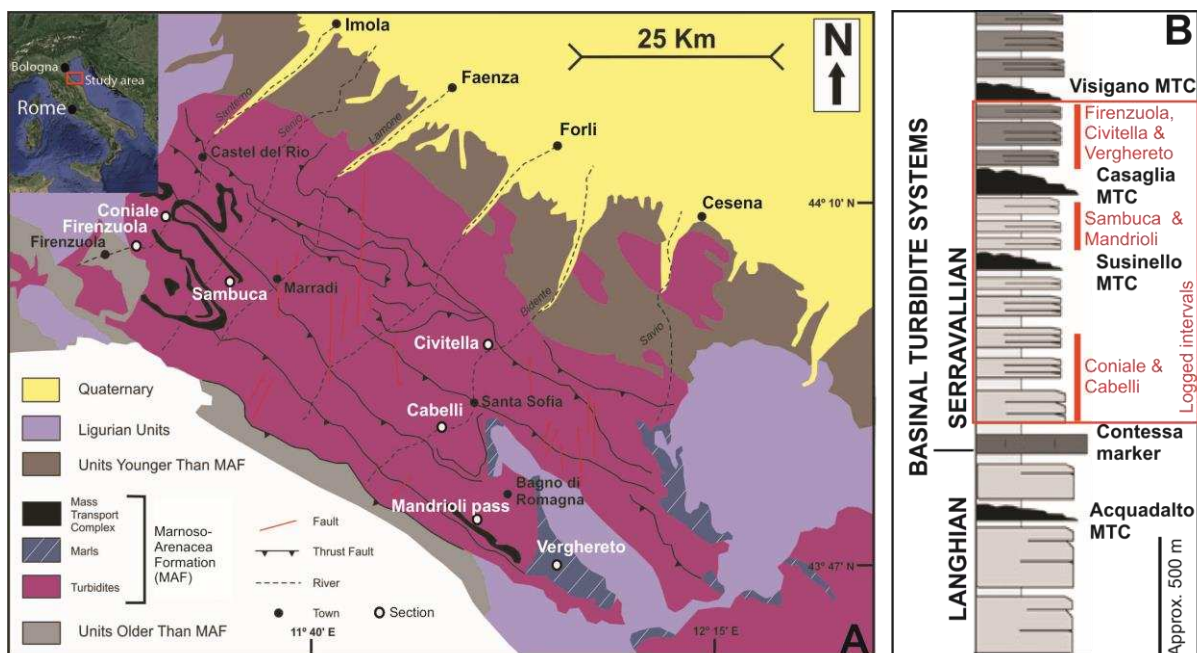 Bologna
Study area
Rome
Imola
25 Km
N
Faenza
Forli
Cesena
Santerno
Senio
Lamone
Castel del Rio
44° 10' N
Coniale
Firenzuola
Firenzuola
Sambuca
Marradi
Bidente
Savio
Civitella
Santa Sofia
Cabelli
Bagno di
Romagna
Mandrioli pass
Verghereto
43° 47' N
11° 40' E
12° 15' E
A
Quaternary
Ligurian Units
Units Younger Than MAF
Mass
Transport
Complex
Marls
Turbidites
Marnoso-
Arenacea
Formation
(MAF)
Units Older Than MAF
Fault
Thrust Fault
River
Town
Section
B
BASINAL TURBIDITE SYSTEMS
SERRAVALLIAN
LANGHIAN
Visigano MTC
Firenzuola,
Civitella &
Verghereto
Casaglia
MTC
Sambuca &
Mandrioli
Susinello
MTC
Coniale &
Cabelli
Logged intervals
Contessa
marker
Acquadalto
MTC
Approx. 500 m